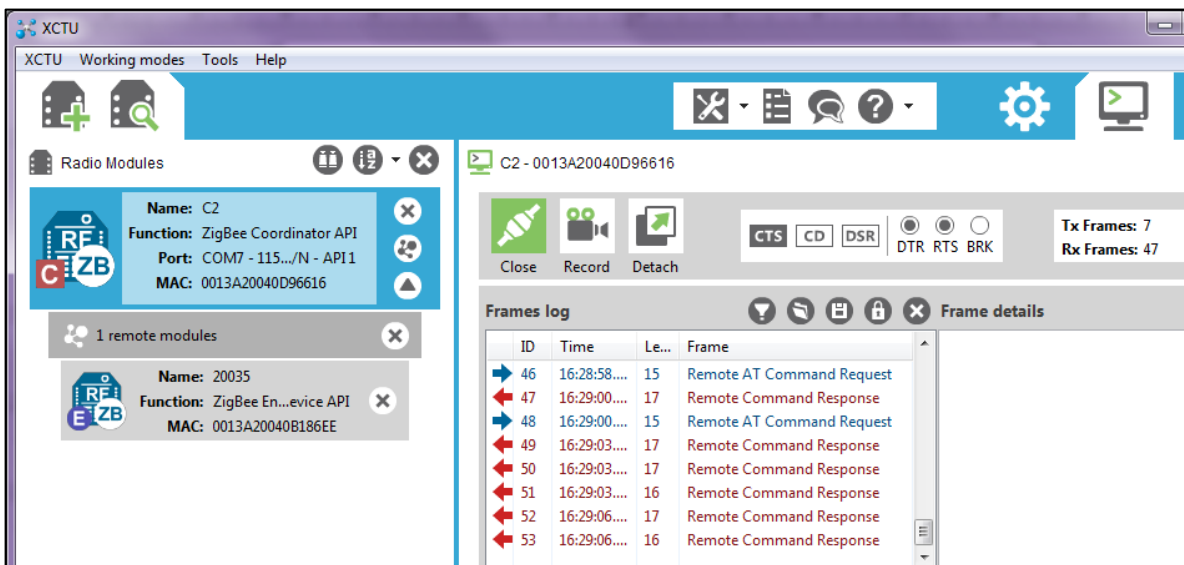 XCTU
XCTU Working modes Tools Help
Radio Modules
C2 - 0013A20040D96616
Name: C2
Function: ZigBee Coordinator API
Port: COM7 - 115.../N - API 1
MAC: 0013A20040D96616
RF
ZB
C
1 remote modules
Name: 20035
Function: ZigBee En...evice API
MAC: 0013A20040B186EE
RF
ZB
E
Close Record Detach
CTS CD DSR DTR RTS BRK
Tx Frames: 7
Rx Frames: 47
Frames log
Frame details
ID Time Le... Frame
46 16:28:58.... 15 Remote AT Command Request
47 16:29:00.... 17 Remote Command Response
48 16:29:00.... 15 Remote AT Command Request
49 16:29:03.... 17 Remote Command Response
50 16:29:03.... 17 Remote Command Response
51 16:29:03.... 16 Remote Command Response
52 16:29:06.... 17 Remote Command Response
53 16:29:06.... 16 Remote Command Response